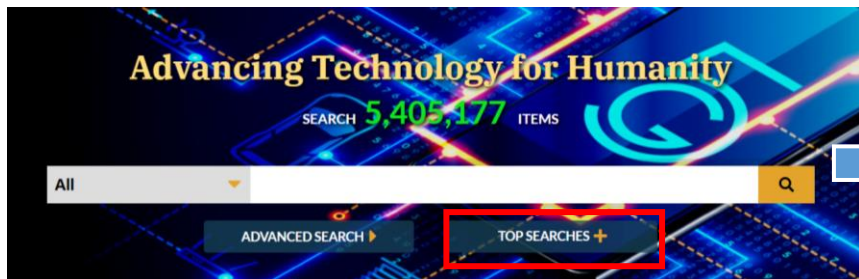 Advancing Technology for Humanity
SEARCH 5,405,177 ITEMS
All
ADVANCED SEARCH TOP SEARCHES +